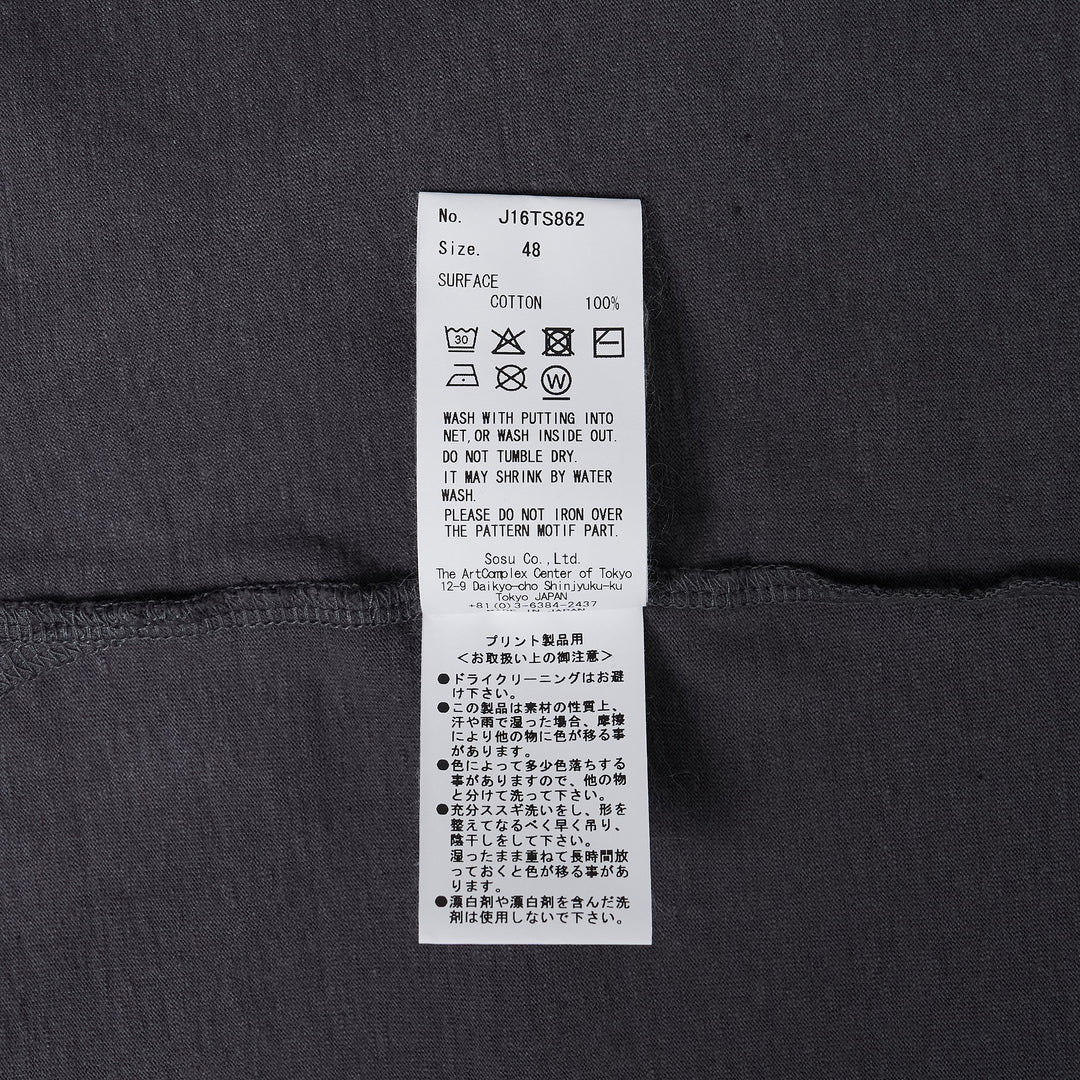 No. J16TS862
Size. 48
SURFACE
COTTON 100%
30
W
WASH WITH PUTTING INTO
NET,OR WASH INSIDE OUT.
DO NOT TUMBLE DRY.
IT MAY SHRINK BY WATER
WASH.
PLEASE DO NOT IRON OVER
THE PATTERN MOTIF PART.
Sosu Co.,Ltd.
The ArtComplex Center of Tokyo
12-9 Daikyo-cho Shinjyuku-ku
Tokyo JAPAN
+81(0)3-6384-2437
プリント製品用
＜お取扱い上の御注意＞
●ドライクリーニングはお避
け下さい。
●この製品は素材の性質上、
汗や雨で湿った場合、摩擦
により他の物に色が移る事
があります。
●色によって多少色落ちする
事がありますので、他の物
と分けて洗って下さい。
●充分ススギ洗いをし、形を
整えてなるべく早く吊り、
陰干しをして下さい。
湿ったまま重ねて長時間放
っておくと色が移る事があ
ります。
●漂白剤や漂白剤を含んだ洗
剤は使用しないで下さい。